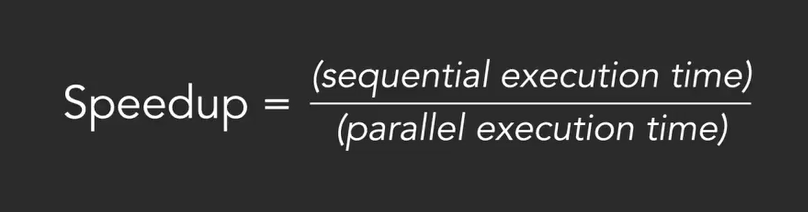 Speedup = (sequential execution time)
(parallel execution time)